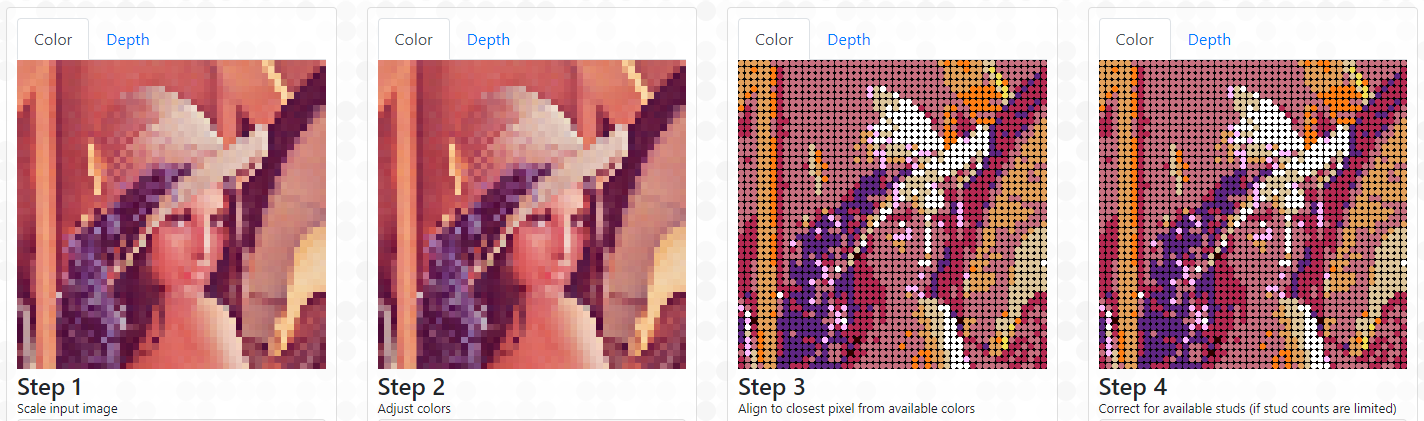 Color Depth
Step 1
Scale input image
Color Depth
Step 2
Adjust colors
Color Depth
Step 3
Align to closest pixel from available colors
Color Depth
Step 4
Correct for available studs (if stud counts are limited)